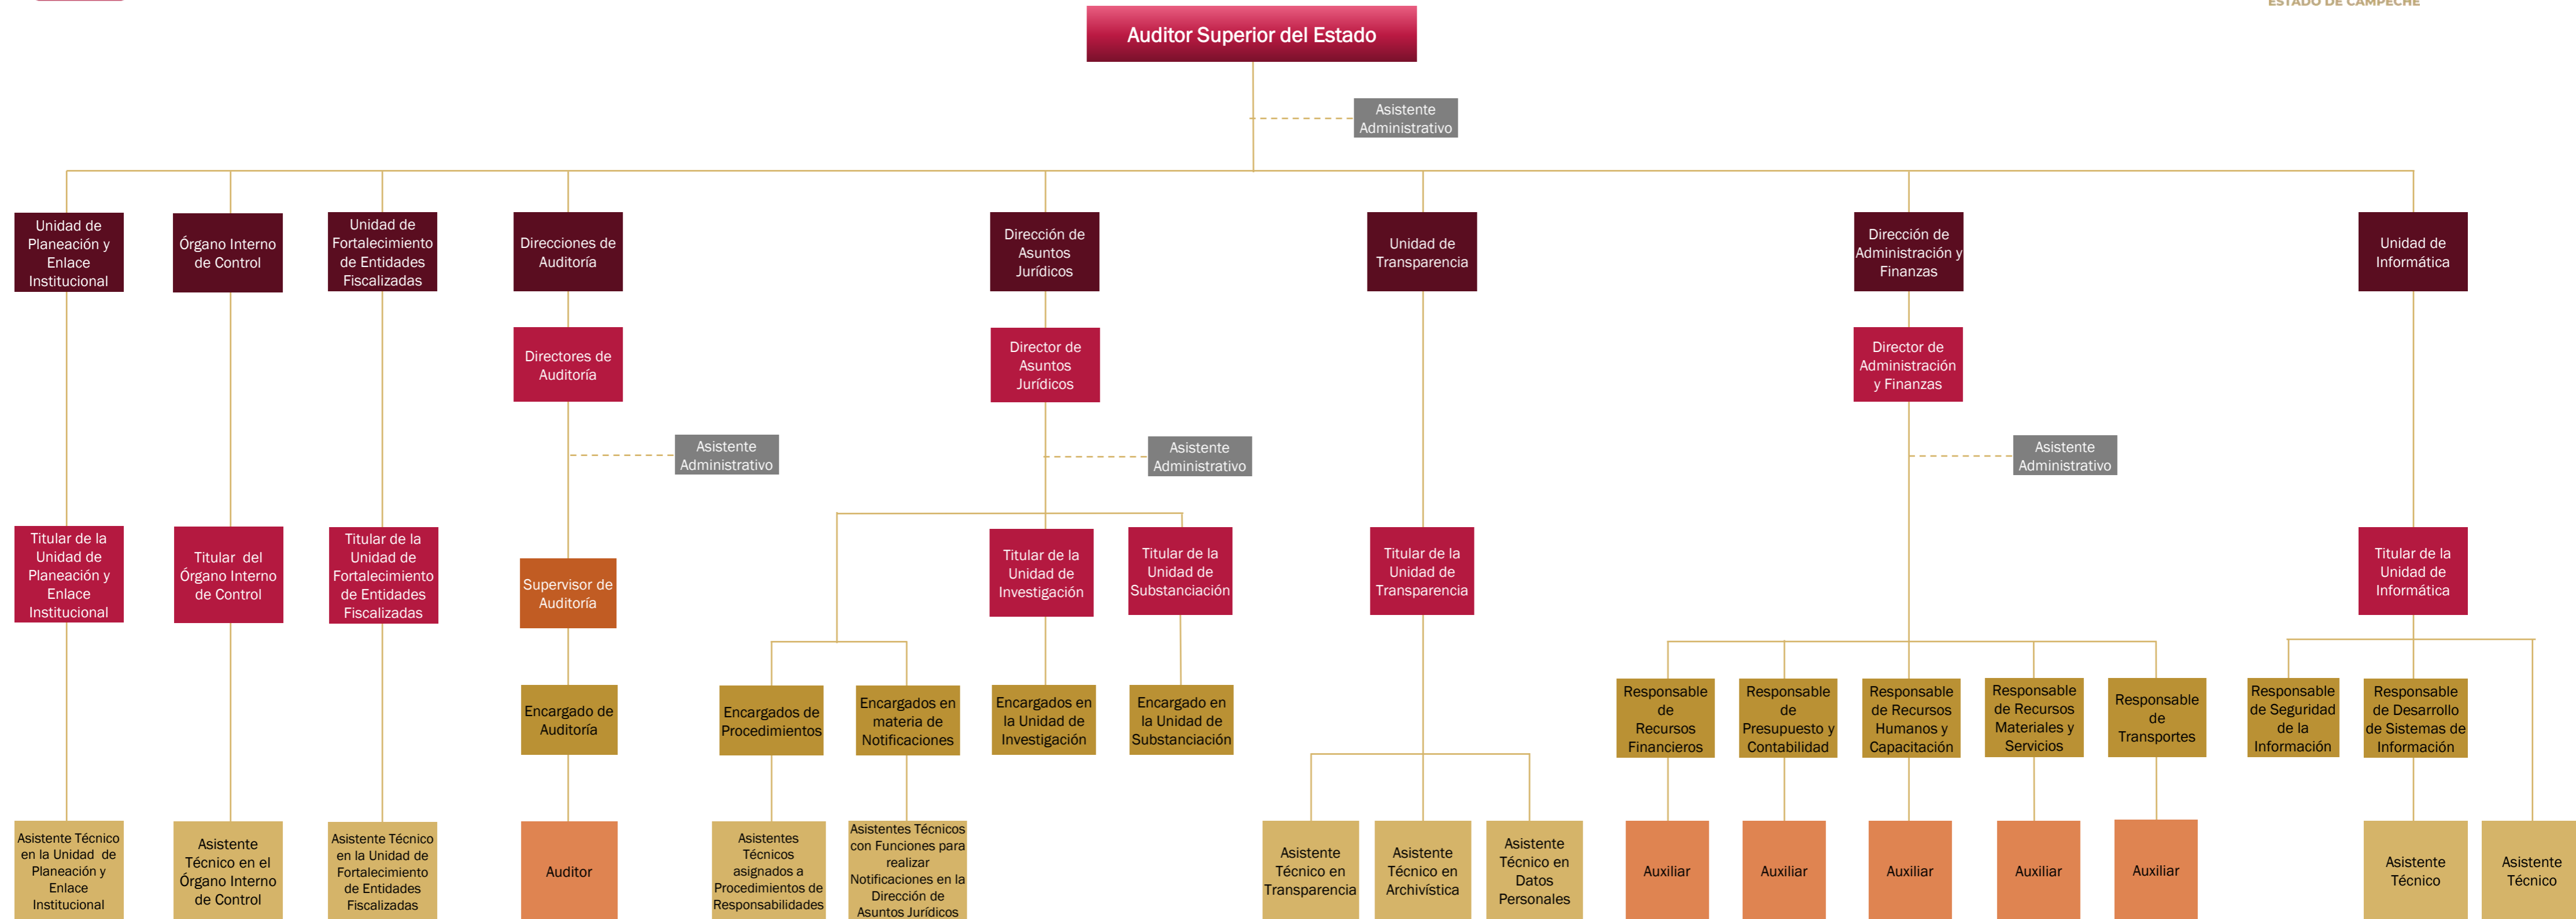 ESTADO DE CAMPECHE
Auditor Superior del Estado
Asistente
Administrativo
Unidad de
Planeación y
Enlace
Institucional
Órgano Interno
de Control
Unidad de
Fortalecimiento
de Entidades
Fiscalizadas
Direcciones de
Auditoría
Dirección de
Asuntos
Jurídicos
Unidad de
Transparencia
Dirección de
Administración y
Finanzas
Unidad de
Informática
Directores de
Auditoría
Director de
Asuntos
Jurídicos
Director de
Administración
y Finanzas
Asistente
Administrativo
Asistente
Administrativo
Asistente
Administrativo
Titular de la
Unidad de
Planeación y
Enlace
Institucional
Titular del
Órgano Interno
de Control
Titular de la
Unidad de
Fortalecimiento
de Entidades
Fiscalizadas
Supervisor de
Auditoría
Titular de la
Unidad de
Investigación
Titular de la
Unidad de
Substanciación
Titular de la
Unidad de
Transparencia
Titular de la
Unidad de
Informática
Encargado de
Auditoría
Encargados de
Procedimientos
Encargados en
materia de
Notificaciones
Encargados en
la Unidad de
Investigación
Encargado en
la Unidad de
Substanciación
Responsable
de
Recursos
Financieros
Responsable
de
Presupuesto y
Contabilidad
Responsable
de Recursos
Humanos y
Capacitación
Responsable
de Recursos
Materiales y
Servicios
Responsable
de
Transportes
Responsable
de Seguridad
de la
Información
Responsable
de Desarrollo
de Sistemas de
Información
Asistente Técnico
en la Unidad de
Planeación y
Enlace
Institucional
Asistente
Técnico en el
Órgano Interno
de Control
Asistente Técnico
en la Unidad de
Fortalecimiento
de Entidades
Fiscalizadas
Auditor
Asistentes
Técnicos
asignados a
Procedimientos de
Responsabilidades
Asistentes Técnicos
con Funciones para
realizar
Notificaciones en la
Dirección de
Asuntos Jurídicos
Asistente
Técnico en
Transparencia
Asistente
Técnico en
Archivística
Asistente
Técnico en
Datos
Personales
Auxiliar
Auxiliar
Auxiliar
Auxiliar
Auxiliar
Asistente
Técnico
Asistente
Técnico